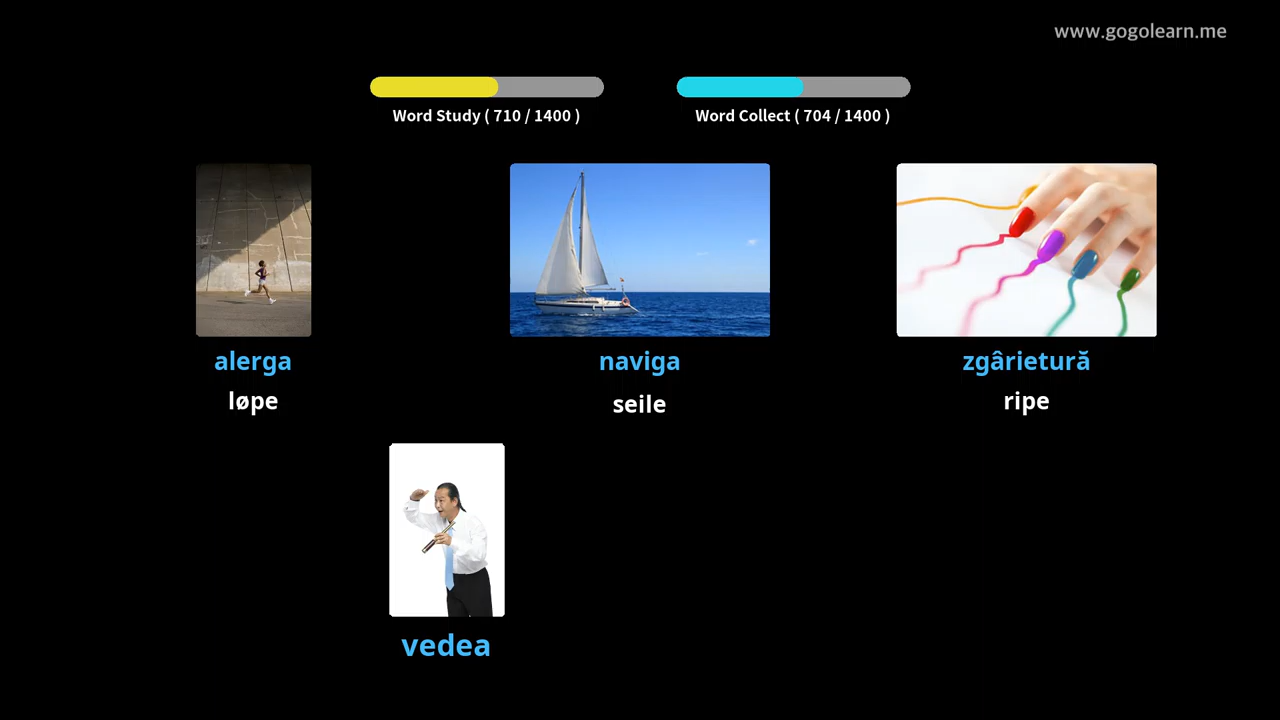 www.gogolearn.me
Word Study ( 710 / 1400 )
Word Collect ( 704 / 1400 )
alerga
naviga
zgârietură
løpe
seile
ripe
vedea